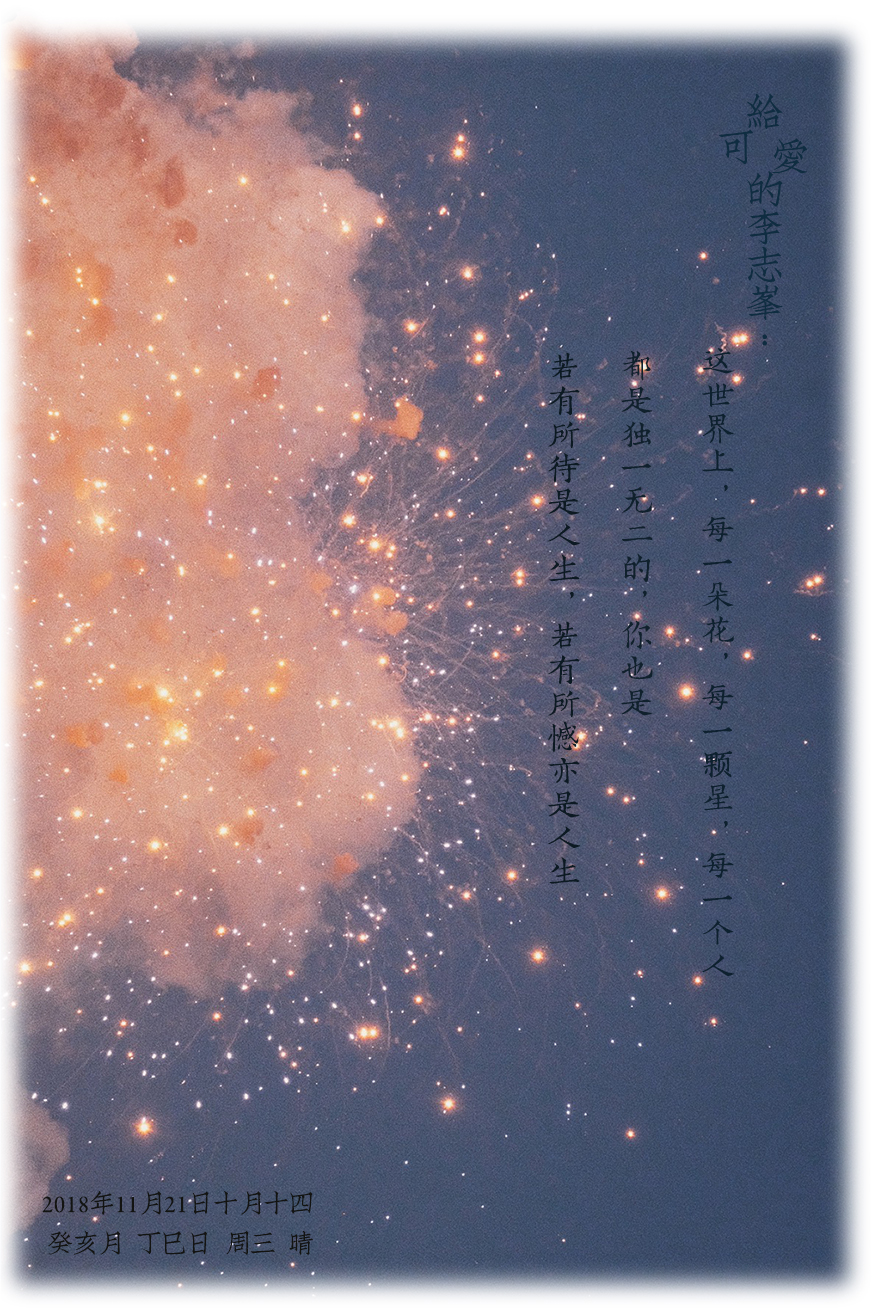 給可愛的李志峯：
这世界上，每一朵花，每一颗星，每一个人
都是独一无二的，你也是
若有所待是人生，若有所憾亦是人生
2018年11月21日十月十四
癸亥月 丁巳日 周三 晴